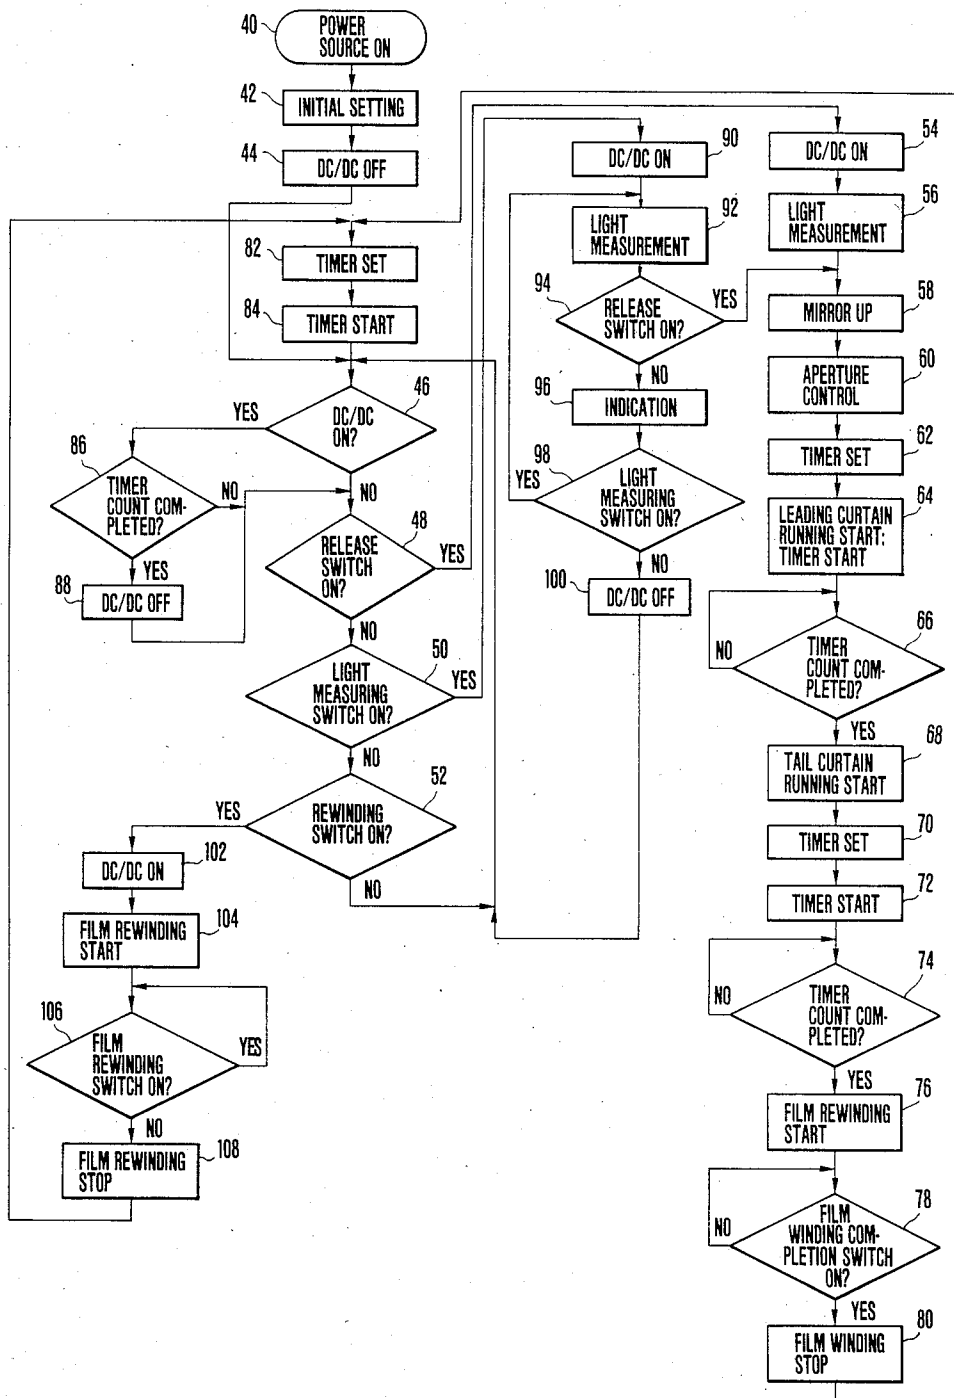 40
POWER
SOURCE ON
42
INITIAL SETTING
44
DC/DC OFF
82
TIMER SET
84
TIMER START
46
DC/DC
ON?
YES
NO
86
TIMER
COUNT COM-
PLETED?
NO
YES
88
DC/DC OFF
48
RELEASE
SWITCH
ON?
YES
NO
50
LIGHT
MEASURING
SWITCH ON?
YES
NO
52
REWINDING
SWITCH ON?
YES
NO
102
DC/DC ON
104
FILM REWINDING
START
106
FILM
REWINDING
SWITCH ON?
YES
NO
108
FILM REWINDING
STOP
90
DC/DC ON
92
LIGHT
MEASUREMENT
94
RELEASE
SWITCH ON?
YES
NO
96
INDICATION
98
LIGHT
MEASURING
SWITCH ON?
YES
NO
100
DC/DC OFF
54
DC/DC ON
56
LIGHT
MEASUREMENT
58
MIRROR UP
60
APERTURE
CONTROL
62
TIMER SET
64
LEADING CURTAIN
RUNNING START:
TIMER START
66
TIMER
COUNT COM-
PLETED?
NO
YES
68
TAIL CURTAIN
RUNNING START
70
TIMER SET
72
TIMER START
74
TIMER
COUNT COM-
PLETED?
NO
YES
76
FILM REWINDING
START
78
FILM
WINDING COM-
PLETION SWITCH
ON?
NO
YES
80
FILM WINDING
STOP